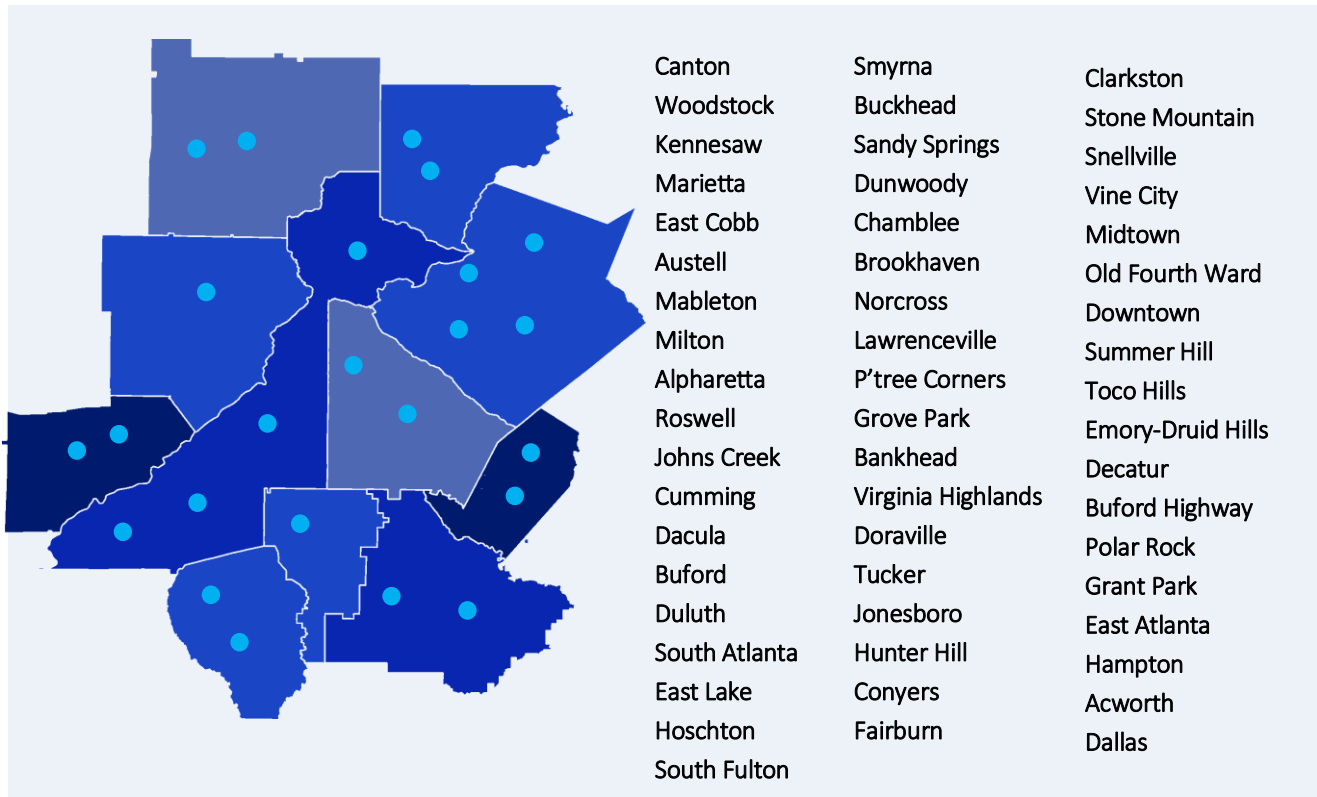 Canton
Woodstock
Kennesaw
Marietta
East Cobb
Austell
Mableton
Milton
Alpharetta
Roswell
Johns Creek
Cumming
Dacula
Buford
Duluth
South Atlanta
East Lake
Hoschton
South Fulton
Smyrna
Buckhead
Sandy Springs
Dunwoody
Chamblee
Brookhaven
Norcross
Lawrenceville
P’tree Corners
Grove Park
Bankhead
Virginia Highlands
Doraville
Tucker
Jonesboro
Hunter Hill
Conyers
Fairburn
Clarkston
Stone Mountain
Snellville
Vine City
Midtown
Old Fourth Ward
Downtown
Summer Hill
Toco Hills
Emory-Druid Hills
Decatur
Buford Highway
Polar Rock
Grant Park
East Atlanta
Hampton
Acworth
Dallas